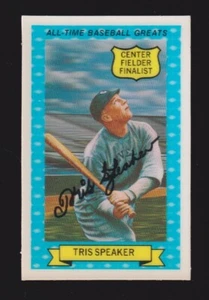 ALL-TIME BASEBALL GREATS
CENTER
FIELDER
FINALIST
Tris Speaker
TRIS SPEAKER